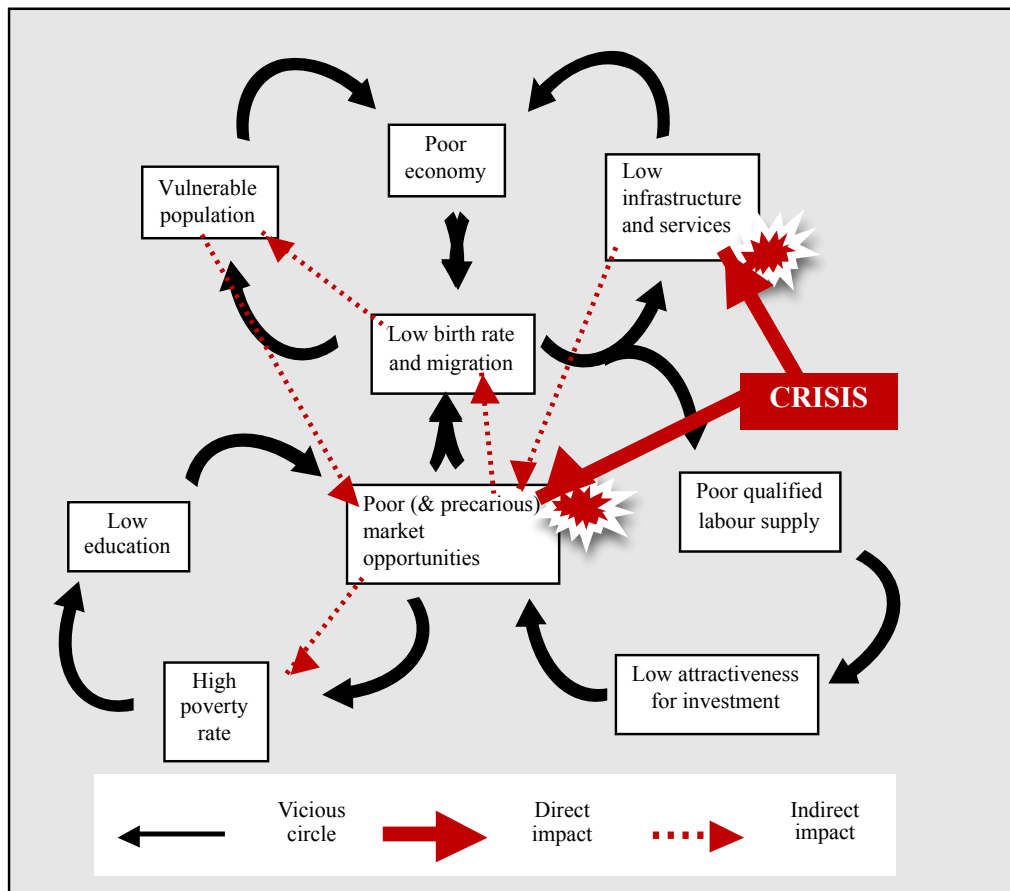 Poor
economy
Vulnerable
population
Low
infrastructure
and services
Low birth rate
and migration
CRISIS
Low
education
Poor (& precarious)
market
opportunities
Poor qualified
labour supply
High
poverty
rate
Low attractiveness
for investment
Vicious
circle
Direct
impact
Indirect
impact